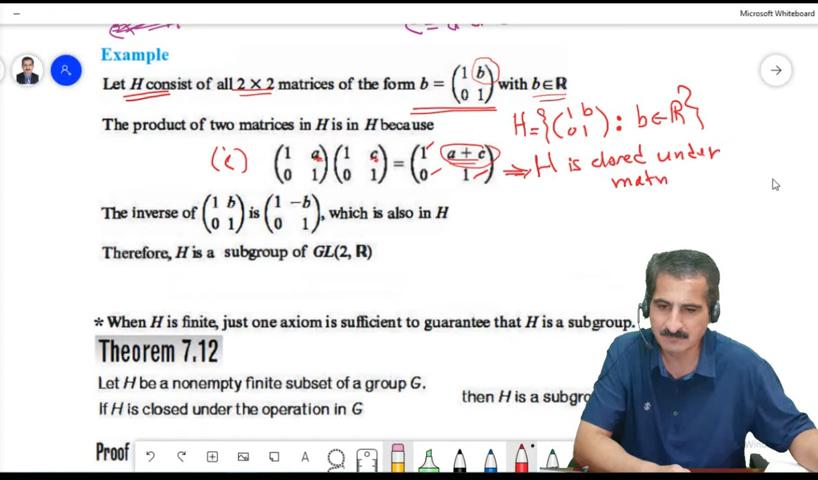 Microsoft Whiteboard
Example
Let H consist of all 2 × 2 matrices of the form b = (1 b / 0 1) with b ∈ ℝ
H = {(1 b / 0 1) : b ∈ ℝ}
The product of two matrices in H is in H because
(i) (1 a / 0 1) (1 c / 0 1) = (1 a + c / 0 1) ⇒ H is closed under
matr
The inverse of (1 b / 0 1) is (1 −b / 0 1), which is also in H
Therefore, H is a subgroup of GL(2, ℝ)
* When H is finite, just one axiom is sufficient to guarantee that H is a subgroup.
Theorem 7.12
Let H be a nonempty finite subset of a group G.
If H is closed under the operation in G then H is a subgro
Proof